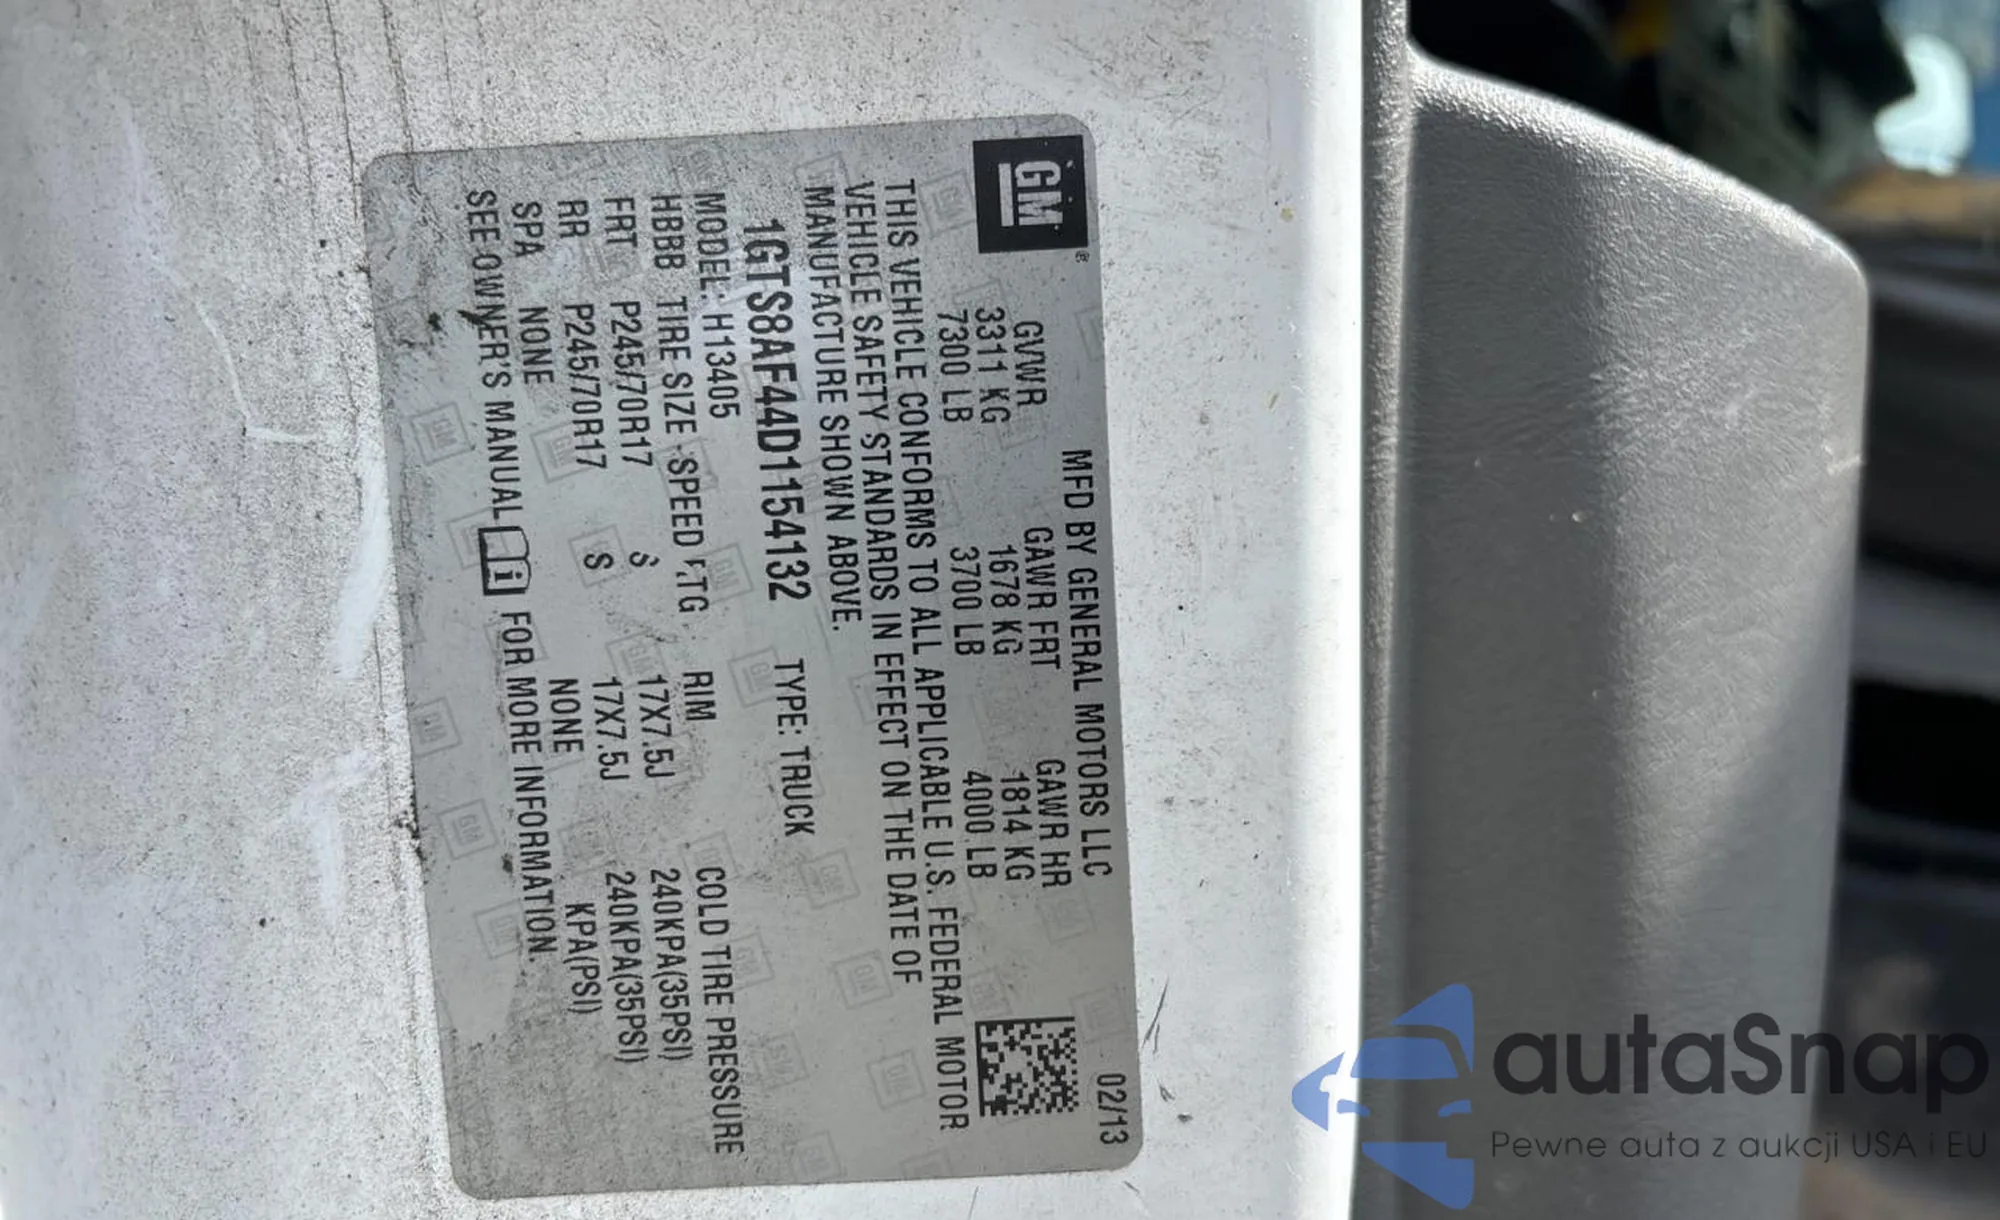 GM
MFD BY GENERAL MOTORS LLC 02/13
GVWR GAWR FRT GAWR RR
3311 KG 1678 KG 1814 KG
7300 LB 3700 LB 4000 LB
THIS VEHICLE CONFORMS TO ALL APPLICABLE U.S. FEDERAL MOTOR
VEHICLE SAFETY STANDARDS IN EFFECT ON THE DATE OF
MANUFACTURE SHOWN ABOVE.
1GTS8AF44D1154132 TYPE: TRUCK
MODEL: H13405
HBBB TIRE SIZE SPEED RTG RIM COLD TIRE PRESSURE
FRT P245/70R17 S 17X7.5J 240KPA(35PSI)
RR P245/70R17 S 17X7.5J 240KPA(35PSI)
SPA NONE NONE KPA(PSI)
SEE OWNER'S MANUAL i FOR MORE INFORMATION.
autaSnap
Pewne auta z aukcji USA i EU